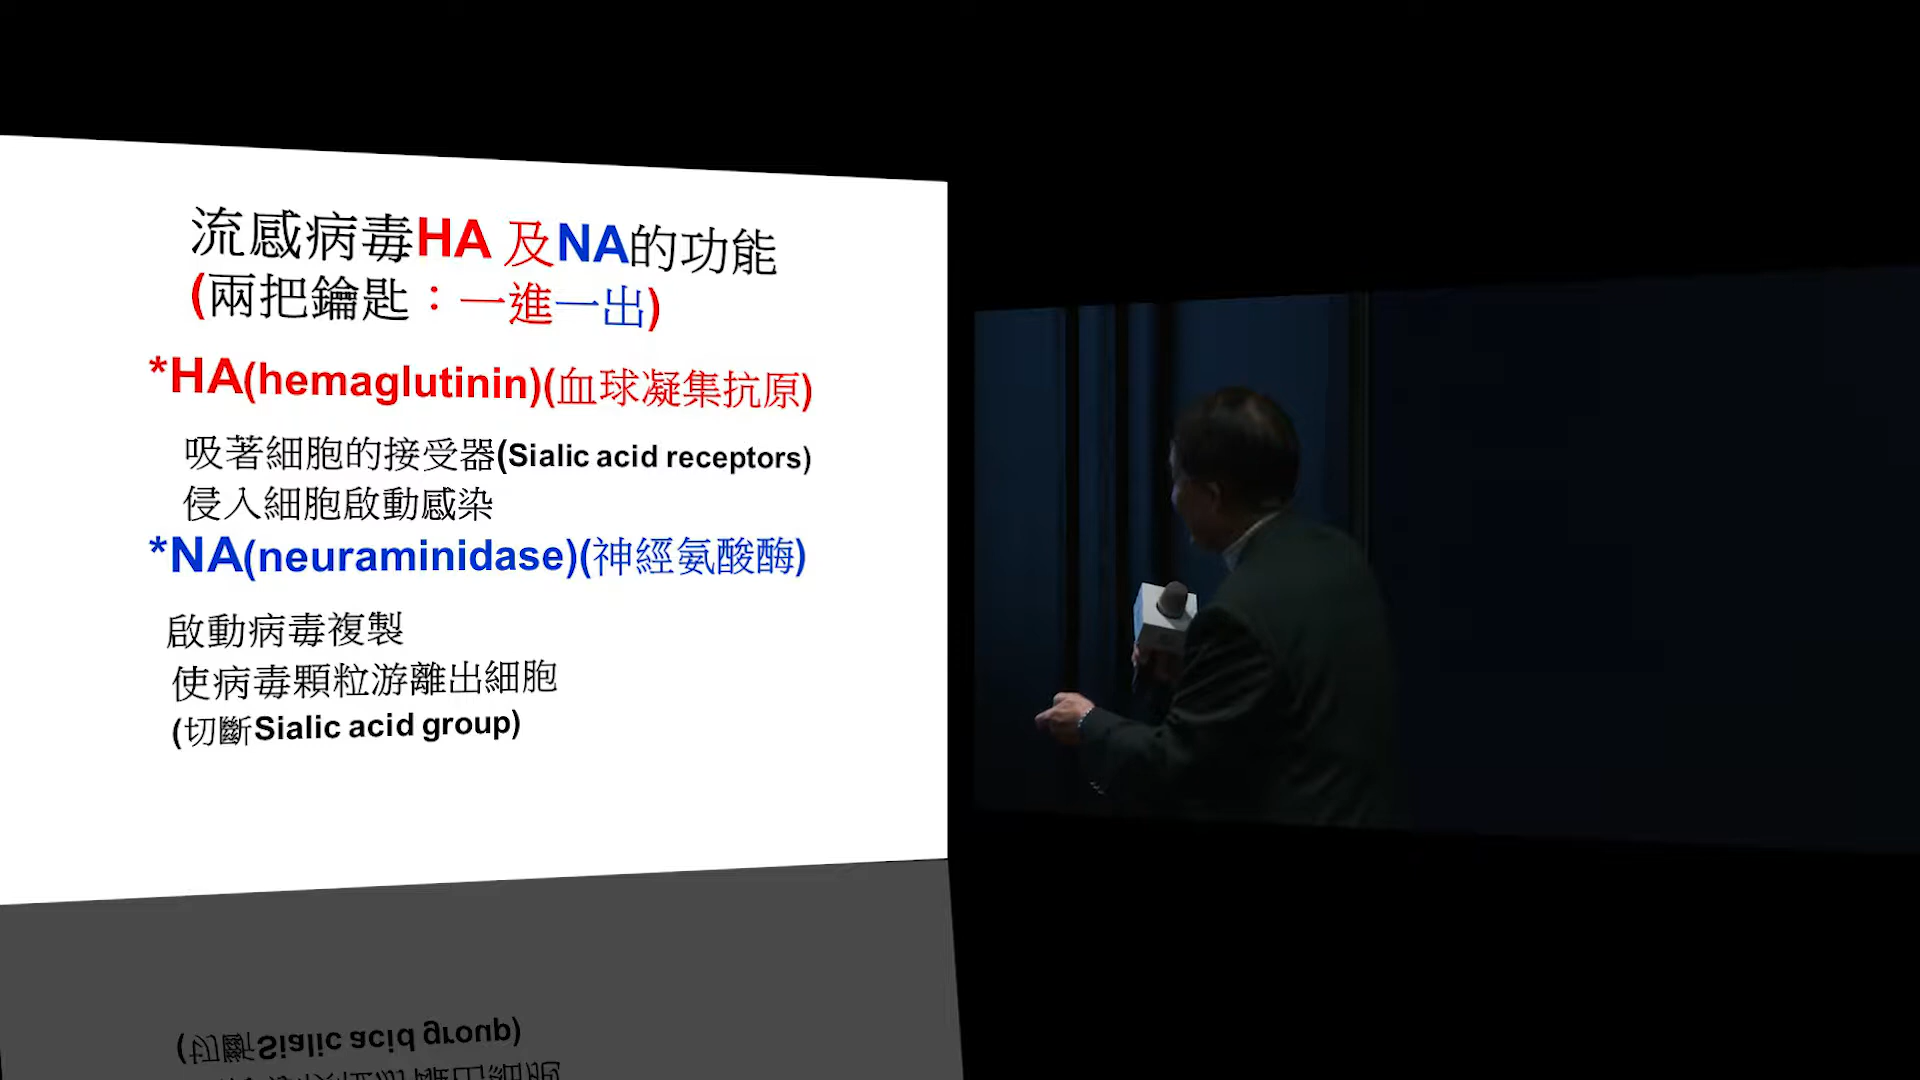 流感病毒HA 及NA的功能
(兩把鑰匙：一進一出)
*HA(hemaglutinin)(血球凝集抗原)
吸著細胞的接受器(Sialic acid receptors)
侵入細胞啟動感染
*NA(neuraminidase)(神經氨酸酶)
啟動病毒複製
使病毒顆粒游離出細胞
(切斷Sialic acid group)